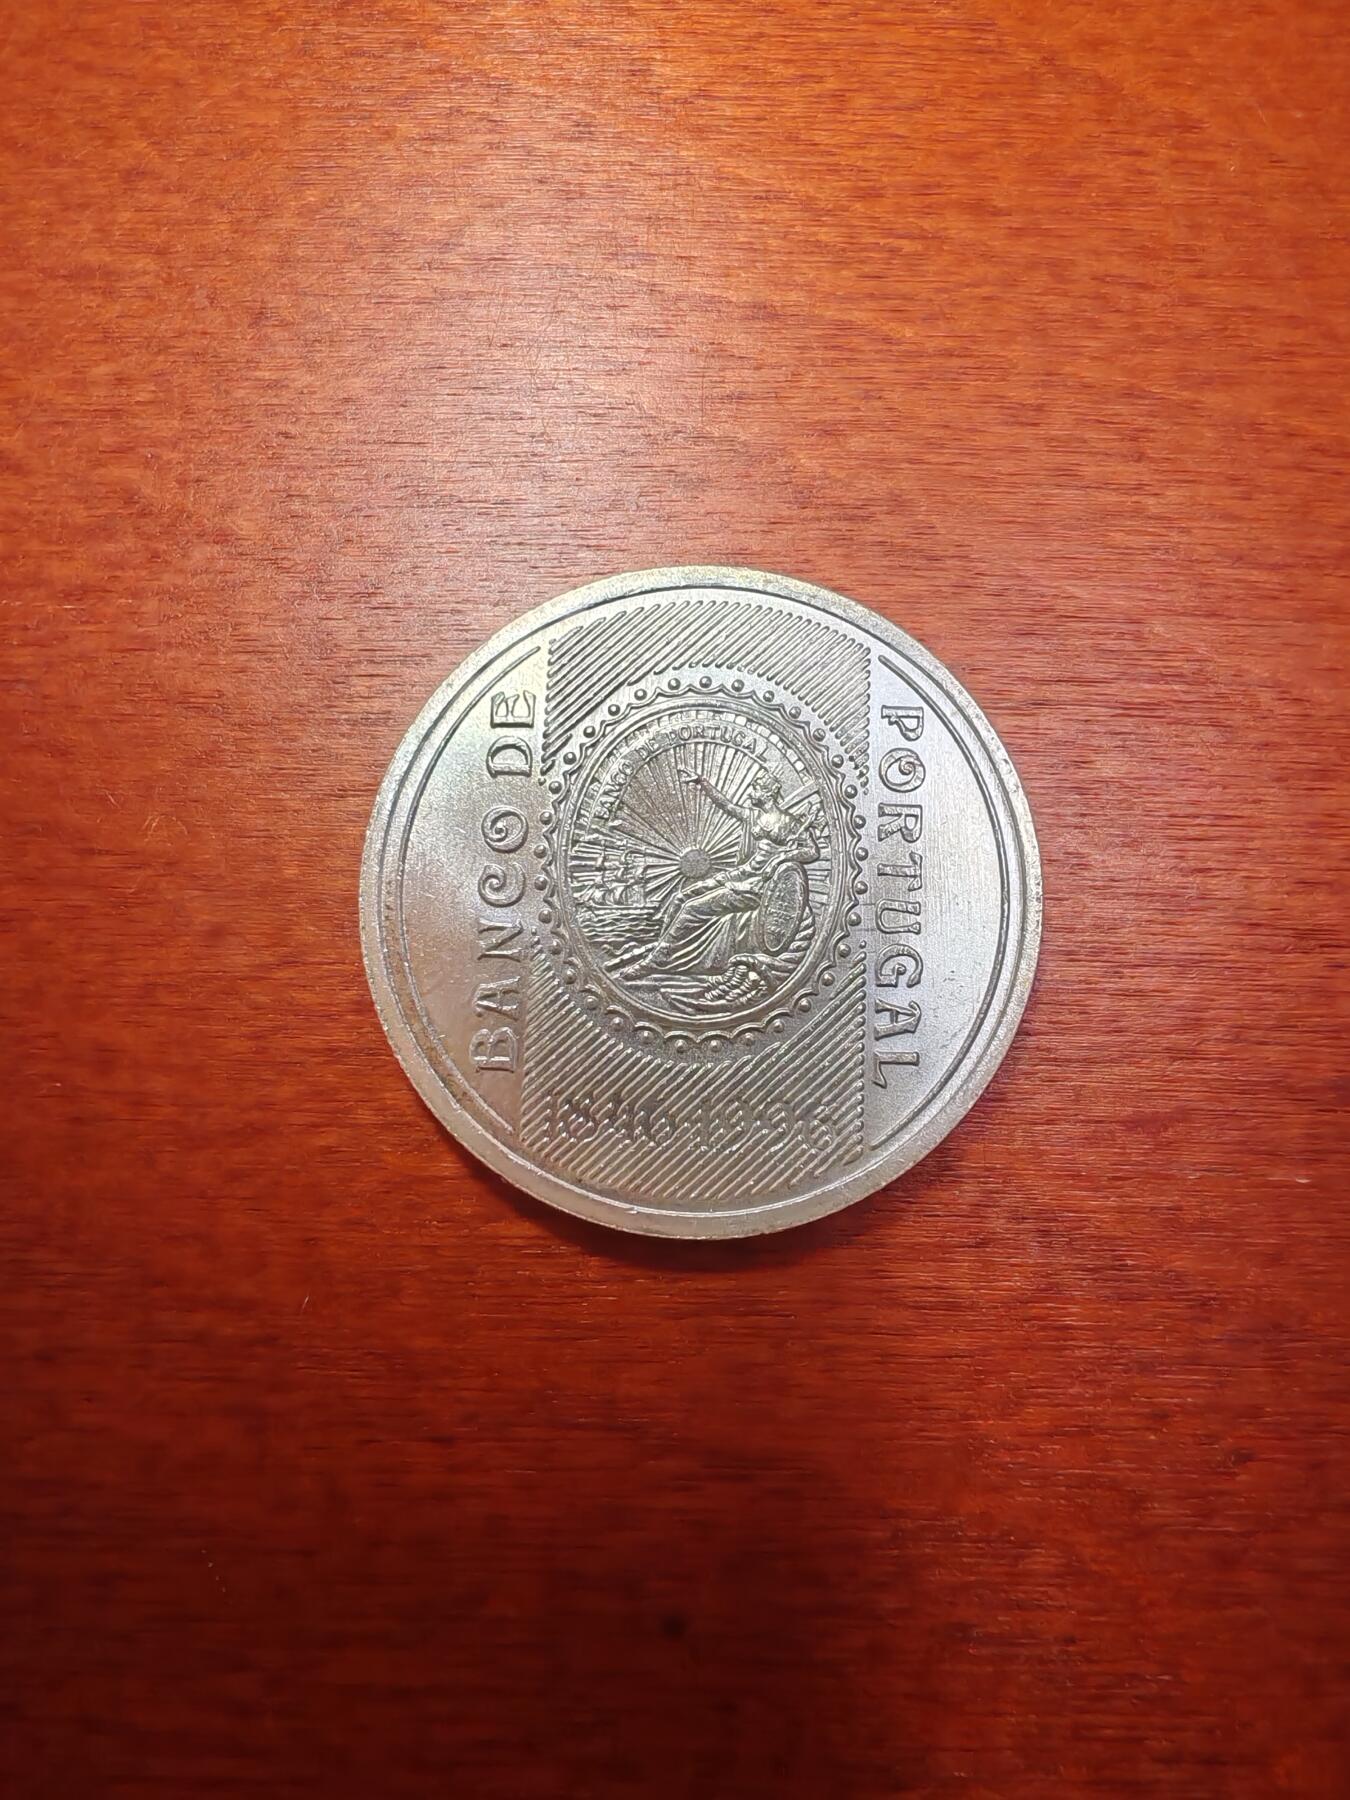 BANCO DE
PORTUGAL
BANCO DE PORTUGAL
1846-1996